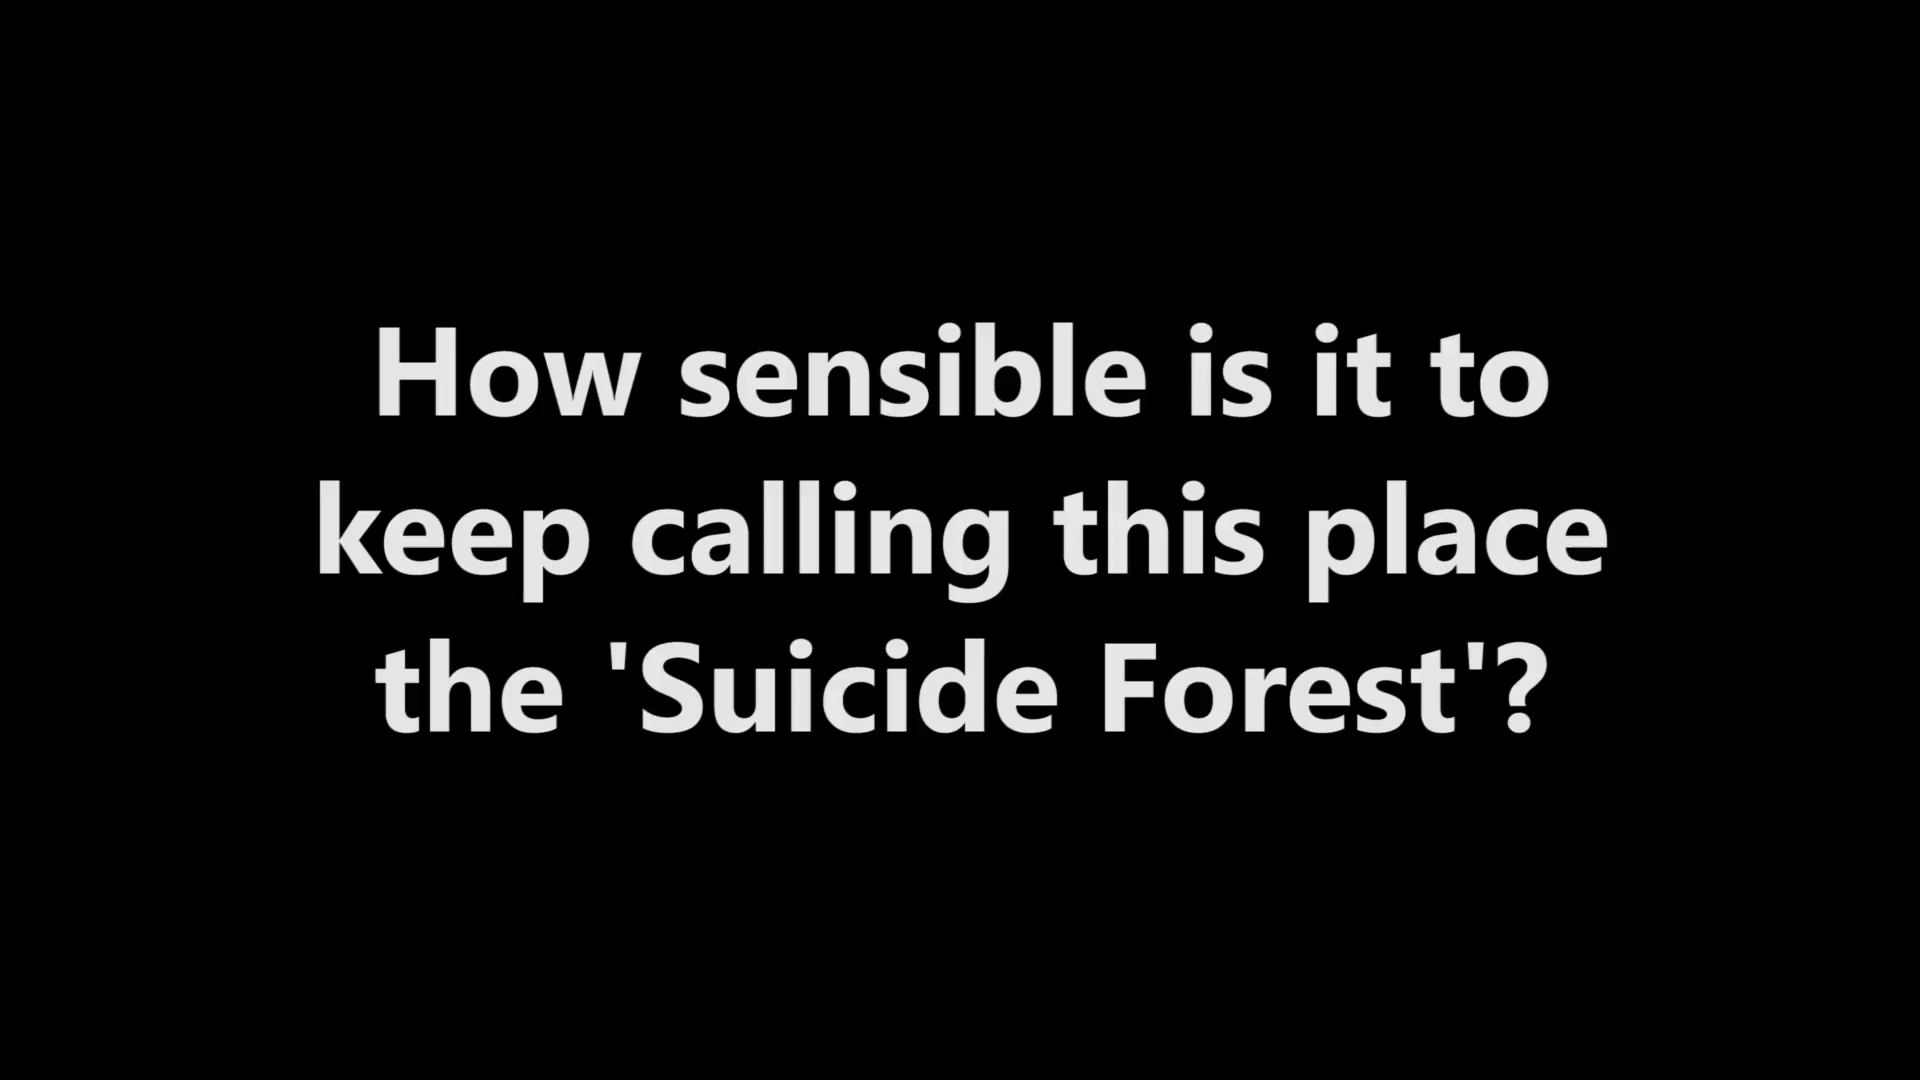 How sensible is it to
keep calling this place
the 'Suicide Forest'?